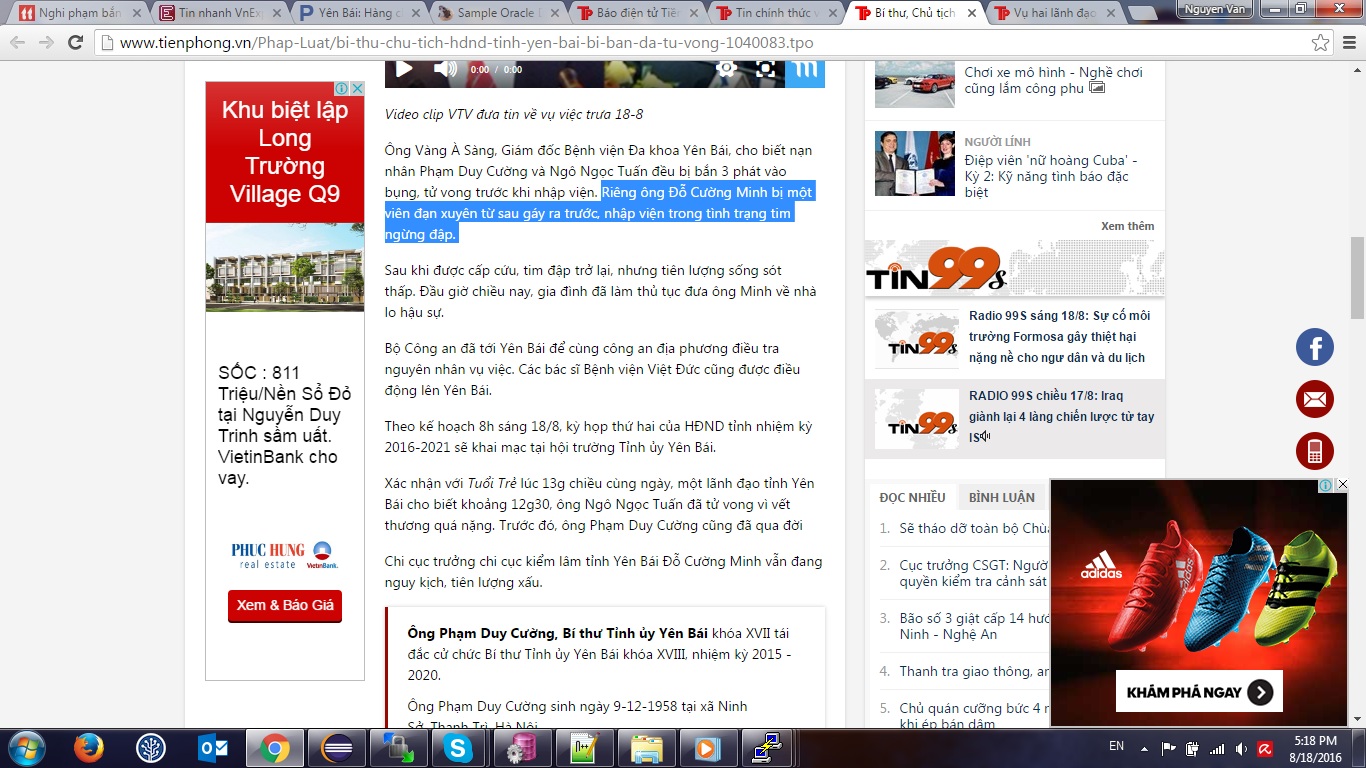 Nghi phạm bắn
Tin nhanh VnExp
Yên Bái: Hàng c
Sample Oracle
Báo điện tử Tiền
Tin chính thức v
Bí thư, Chủ tịch
Vụ hai lãnh đạo
Nguyen Van
www.tienphong.vn/Phap-Luat/bi-thu-chu-tich-hdnd-tinh-yen-bai-bi-ban-da-tu-vong-1040083.tpo
Khu biệt lập
Long
Trường
Village Q9
SỐC : 811
Triệu/Nền Sổ Đỏ
tại Nguyễn Duy
Trinh sầm uất.
VietinBank cho
vay.
PHUC HUNG
real estate
VietinBank.
Xem & Báo Giá
0:00 / 0:00
Video clip VTV đưa tin về vụ việc trưa 18-8
Ông Vàng À Sàng, Giám đốc Bệnh viện Đa khoa Yên Bái, cho biết nạn
nhân Phạm Duy Cường và Ngô Ngọc Tuấn đều bị bắn 3 phát vào
bụng, tử vong trước khi nhập viện. Riêng ông Đỗ Cường Minh bị một
viên đạn xuyên từ sau gáy ra trước, nhập viện trong tình trạng tim
ngừng đập.
Sau khi được cấp cứu, tim đập trở lại, nhưng tiên lượng sống sót
thấp. Đầu giờ chiều nay, gia đình đã làm thủ tục đưa ông Minh về nhà
lo hậu sự.
Bộ Công an đã tới Yên Bái để cùng công an địa phương điều tra
nguyên nhân vụ việc. Các bác sĩ Bệnh viện Việt Đức cũng được điều
động lên Yên Bái.
Theo kế hoạch 8h sáng 18/8, kỳ họp thứ hai của HĐND tỉnh nhiệm kỳ
2016-2021 sẽ khai mạc tại hội trường Tỉnh ủy Yên Bái.
Xác nhận với Tuổi Trẻ lúc 13g chiều cùng ngày, một lãnh đạo tỉnh Yên
Bái cho biết khoảng 12g30, ông Ngô Ngọc Tuấn đã tử vong vì vết
thương quá nặng. Trước đó, ông Phạm Duy Cường cũng đã qua đời
Chi cục trưởng chi cục kiểm lâm tỉnh Yên Bái Đỗ Cường Minh vẫn đang
nguy kịch, tiên lượng xấu.
Ông Phạm Duy Cường, Bí thư Tỉnh ủy Yên Bái khóa XVII tái
đắc cử chức Bí thư Tỉnh ủy Yên Bái khóa XVIII, nhiệm kỳ 2015 -
2020.
Ông Phạm Duy Cường sinh ngày 9-12-1958 tại xã Ninh
Sở, Thanh Trì, Hà Nội
Chơi xe mô hình - Nghề chơi
cũng lắm công phu
NGƯỜI LÍNH
Điệp viên 'nữ hoàng Cuba' -
Kỳ 2: Kỹ năng tình báo đặc
biệt
Xem thêm
TIN99s
TIN99s
Radio 99S sáng 18/8: Sự cố môi
trường Formosa gây thiệt hại
nặng nề cho ngư dân và du lịch
TIN99s
RADIO 99S chiều 17/8: Iraq
giành lại 4 làng chiến lược từ tay
IS
ĐỌC NHIỀU
BÌNH LUẬN
1. Sẽ tháo dỡ toàn bộ Chù
2. Cục trưởng CSGT: Ngườ
quyền kiểm tra cảnh sát
3. Bão số 3 giật cấp 14 hướ
Ninh - Nghệ An
4. Thanh tra giao thông, an
5. Chủ quán cưỡng bức 4 n
khi ép bán dâm
adidas
KHÁM PHÁ NGAY
EN
5:18 PM
8/18/2016